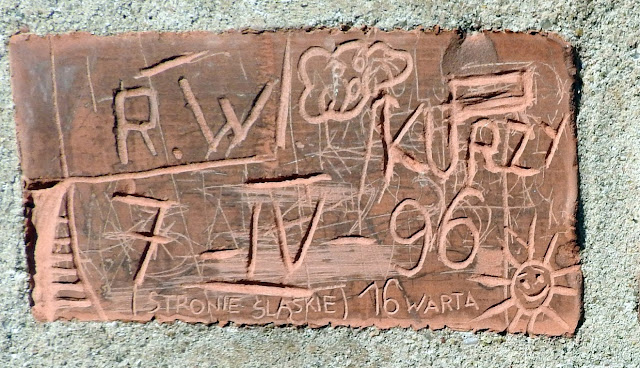 R.W KURZY
7-IV-96
(STRONIE ŚLĄSKIE) 16 WARTA